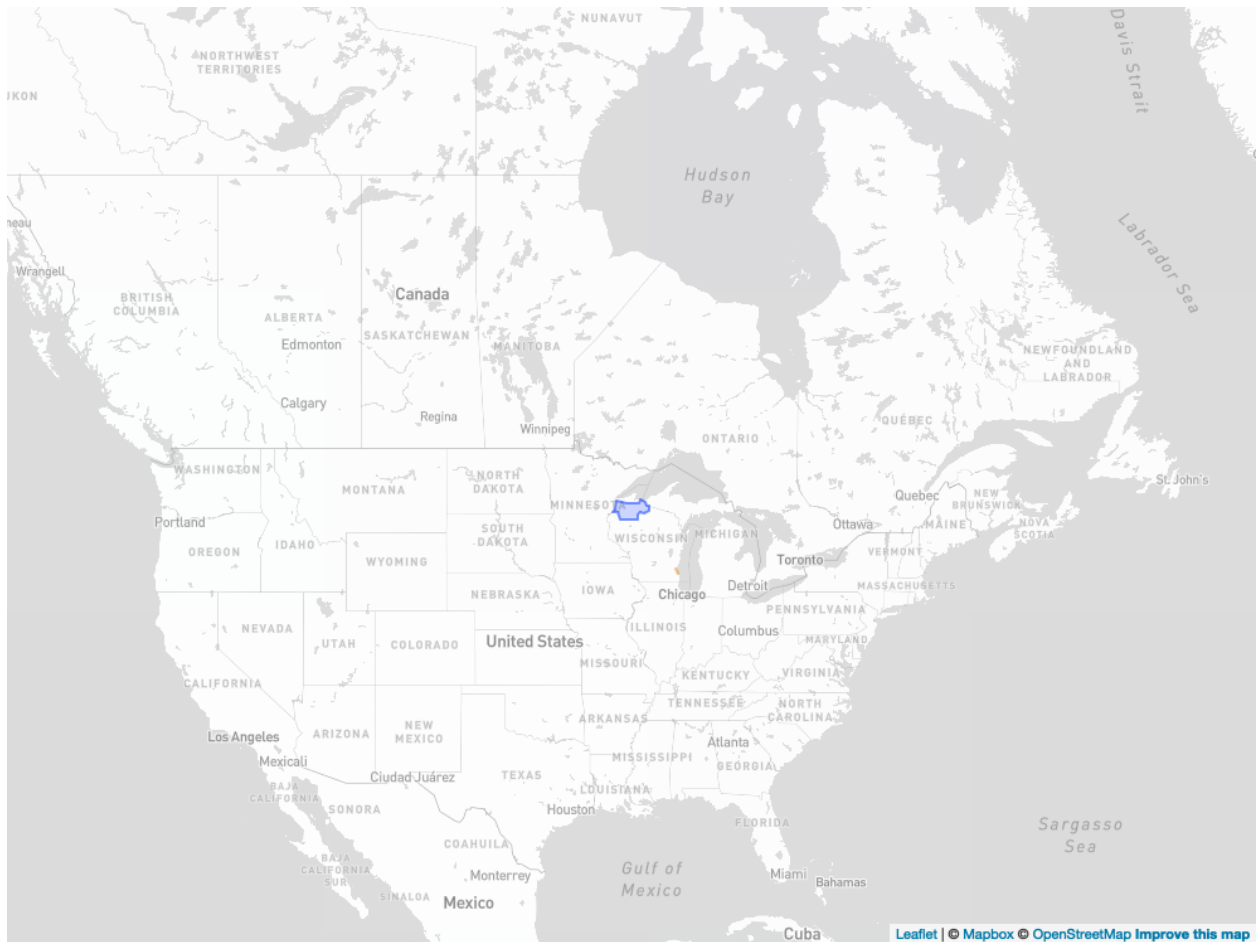 NUNAVUT
Davis Strait
NORTHWEST
TERRITORIES
UKON
Hudson
Bay
Labrador Sea
neau
Wrangell
BRITISH
COLUMBIA
Canada
ALBERTA
SASKATCHEWAN
Edmonton
MANITOBA
NEWFOUNDLAND
AND
LABRADOR
Calgary
Regina
Winnipeg
ONTARIO
QUÉBEC
WASHINGTON
NORTH
DAKOTA
MONTANA
St. John's
Quebec
NEW
BRUNSWICK
MINNESOTA
Portland
Ottawa
MAINE
NOVA
SCOTIA
SOUTH
DAKOTA
WISCONSIN
MICHIGAN
OREGON
IDAHO
WYOMING
Toronto
VERMONT
MASSACHUSETTS
Detroit
Chicago
IOWA
NEBRASKA
PENNSYLVANIA
NEVADA
UTAH
COLORADO
United States
ILLINOIS
Columbus
MARYLAND
MISSOURI
KENTUCKY
VIRGINIA
CALIFORNIA
TENNESSEE
NORTH
CAROLINA
ARKANSAS
Los Angeles
ARIZONA
NEW
MEXICO
Atlanta
MISSISSIPPI
GEORGIA
Mexicali
Ciudad Juárez
TEXAS
BAJA
CALIFORNIA
SONORA
LOUISIANA
Houston
FLORIDA
Sargasso
Sea
COAHUILA
BAJA
CALIFORNIA
SUR
Monterrey
Gulf of
Mexico
Miami
Bahamas
SINALOA
Mexico
Cuba
Leaflet | © Mapbox © OpenStreetMap Improve this map